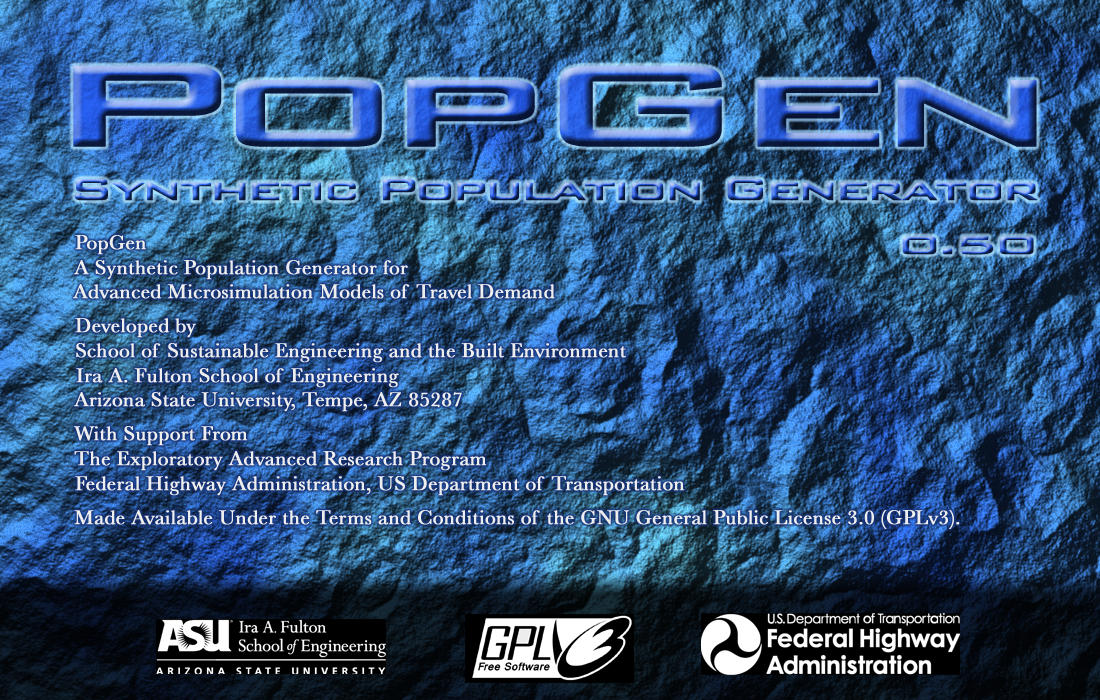 PopGen
Synthetic Population Generator
0.50
PopGen
A Synthetic Population Generator for
Advanced Microsimulation Models of Travel Demand
Developed by
School of Sustainable Engineering and the Built Environment
Ira A. Fulton School of Engineering
Arizona State University, Tempe, AZ 85287
With Support From
The Exploratory Advanced Research Program
Federal Highway Administration, US Department of Transportation
Made Available Under the Terms and Conditions of the GNU General Public License 3.0 (GPLv3).
ASU Ira A. Fulton
School of Engineering
ARIZONA STATE UNIVERSITY
GPL v3
Free Software
U.S. Department of Transportation
Federal Highway
Administration